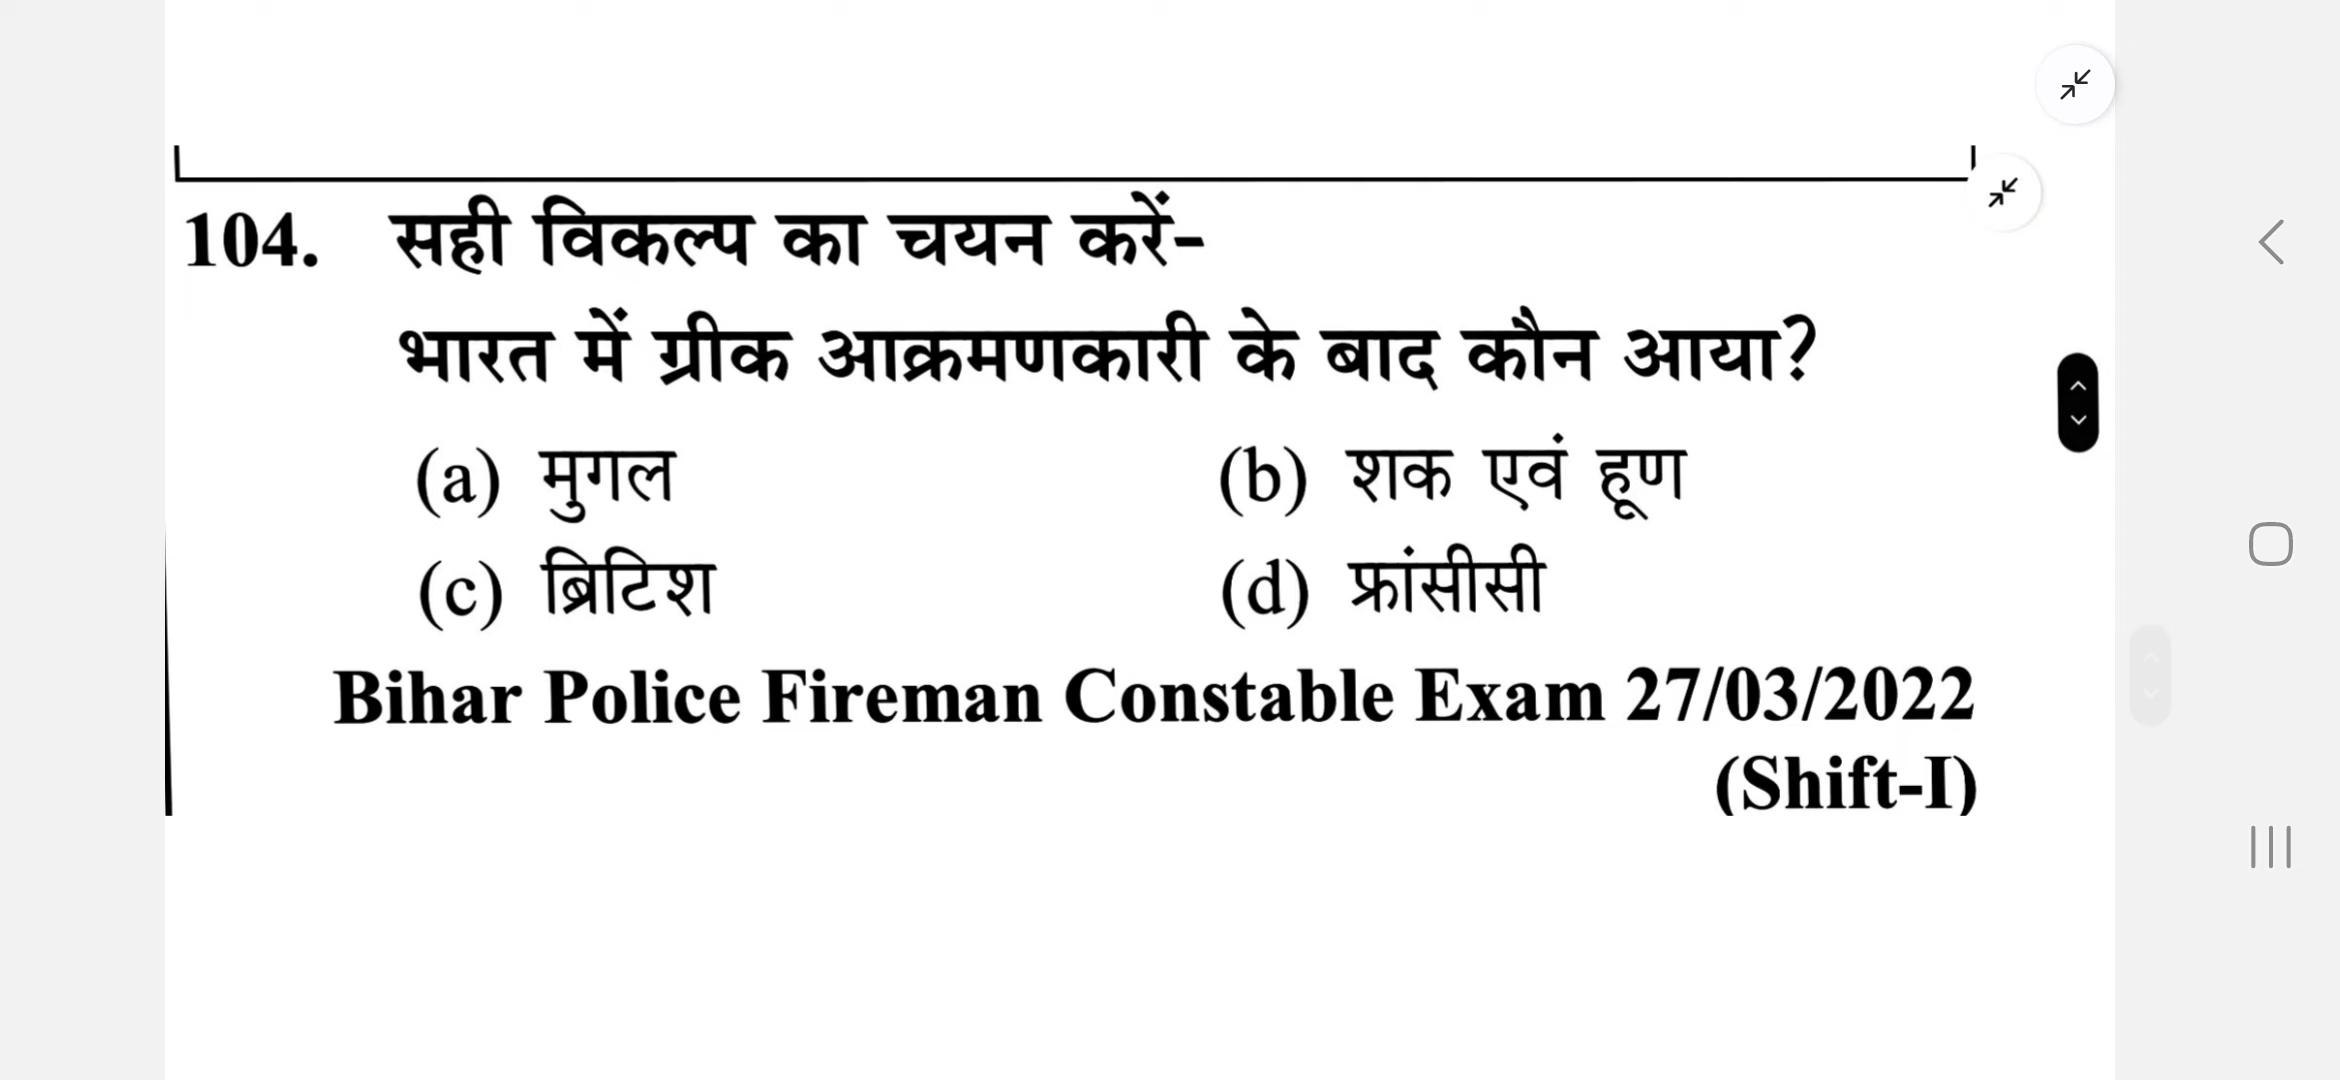 104. सही विकल्प का चयन करें-
भारत में ग्रीक आक्रमणकारी के बाद कौन आया?
(a) मुगल (b) शक एवं हूण
(c) ब्रिटिश (d) फ्रांसीसी
Bihar Police Fireman Constable Exam 27/03/2022
(Shift-I)